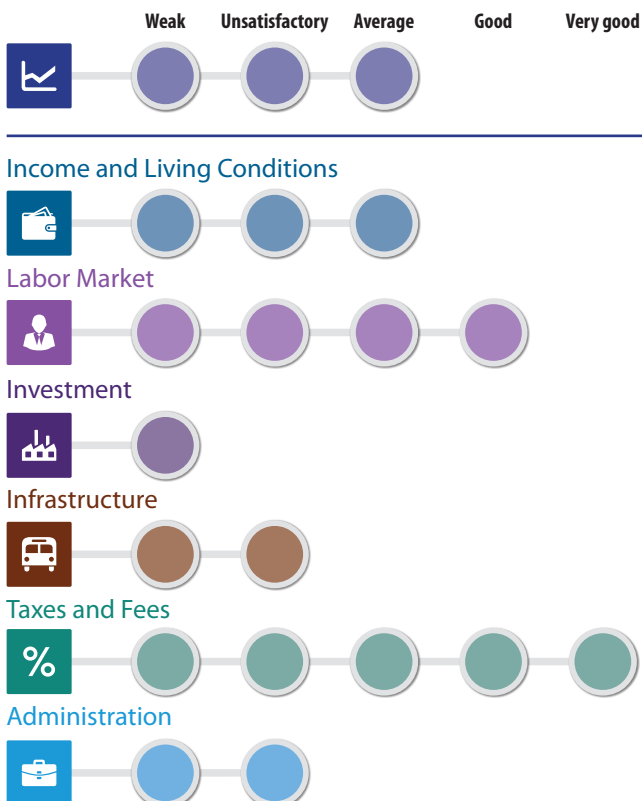 Weak Unsatisfactory Average Good Very good
Income and Living Conditions
Labor Market
Investment
Infrastructure
Taxes and Fees
%
Administration